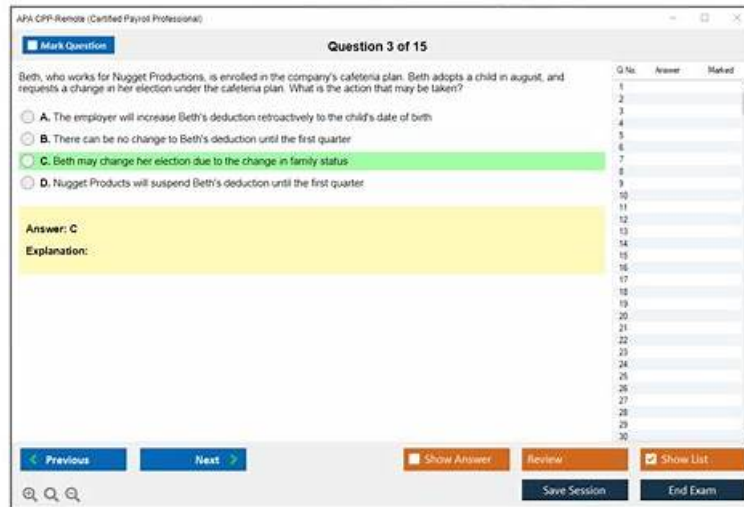 APA CPP-Remote (Certified Payroll Professional)
Mark Question
Question 3 of 15
Beth, who works for Nugget Productions, is enrolled in the company's cafeteria plan. Beth adopts a child in august, and
requests a change in her election under the cafeteria plan. What is the action that may be taken?
A. The employer will increase Beth's deduction retroactively to the child's date of birth
B. There can be no change to Beth's deduction until the first quarter
C. Beth may change her election due to the change in family status
D. Nugget Products will suspend Beth's deduction until the first quarter
Answer: C
Explanation:
Q No. Answer Marked
1
2
3
4
5
6
7
8
9
10
11
12
13
14
15
16
17
18
19
20
21
22
23
24
25
26
27
28
29
30
Previous Next Show Answer Review Show List
Save Session End Exam